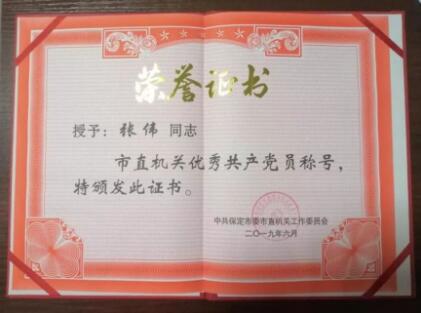 荣誉证书
授予：张伟 同志
市直机关优秀共产党员称号，
特颁发此证书。
中共保定市委市直机关工作委员会
二〇一九年六月